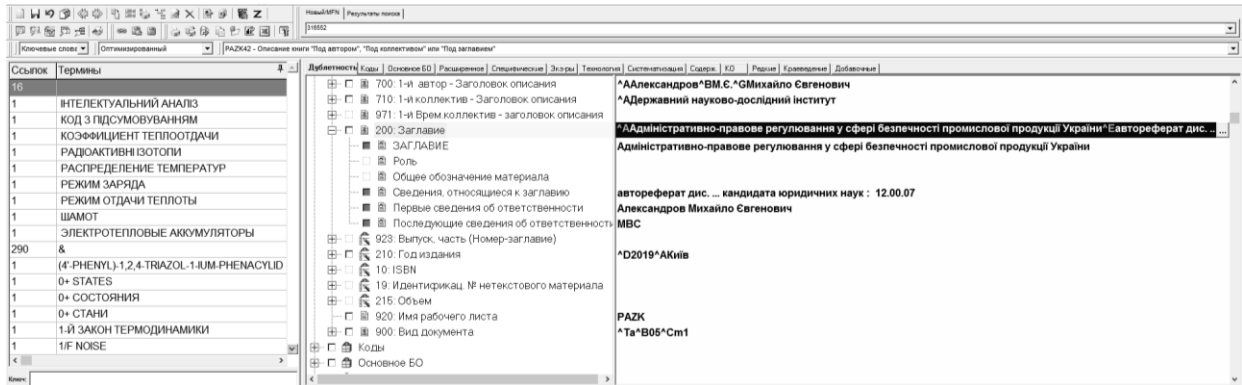 Новый/MFN Результаты поиска
318552
Ключевые слова Оптимизированный PAZK42 - Описание книги "Под автором", "Под коллективом" или "Под заглавием"
Ссылок Термины
16
1 ІНТЕЛЕКТУАЛЬНИЙ АНАЛІЗ
1 КОД З ПІДСУМОВУВАННЯМ
1 КОЭФФИЦИЕНТ ТЕПЛООТДАЧИ
1 РАДІОАКТИВНІ ІЗОТОПИ
1 РАСПРЕДЕЛЕНИЕ ТЕМПЕРАТУР
1 РЕЖИМ ЗАРЯДА
1 РЕЖИМ ОТДАЧИ ТЕПЛОТЫ
1 ШАМОТ
1 ЭЛЕКТРОТЕПЛОВЫЕ АККУМУЛЯТОРЫ
290 &
1 (4'-PHENYL)-1,2,4-TRIAZOL-1-IUM-PHENACYLID
1 0+ STATES
1 0+ СОСТОЯНИЯ
1 0+ СТАНИ
1 1-Й ЗАКОН ТЕРМОДИНАМИКИ
1 1/F NOISE
Ключ:
Дублетность Коды Основное БО Расширенное Специфические Экз-ры Технология Систематизация Содерж. КО Редкие Краеведение Добавочные
700: 1-й автор - Заголовок описания ^AАлександров^BМ.Є.^GМихайло Євгенович
710: 1-й коллектив - Заголовок описания ^AДержавний науково-дослідний інститут
971: 1-й Врем.коллектив - заголовок описания
200: Заглавие ^AАдміністративно-правове регулювання у сфері безпечності промислової продукції України^Eавтореферат дис. .. ...
ЗАГЛАВИЕ Адміністративно-правове регулювання у сфері безпечності промислової продукції України
Роль
Общее обозначение материала
Сведения, относящиеся к заглавию автореферат дис. ... кандидата юридичних наук : 12.00.07
Первые сведения об ответственности Александров Михайло Євгенович
Последующие сведения об ответственность МВС
923: Выпуск, часть (Номер-заглавие)
210: Год издания ^D2019^AКиїв
10: ISBN
19: Идентификац. № нетекстового материала
215: Объем
920: Имя рабочего листа PAZK
900: Вид документа ^Ta^B05^Cm1
Коды
Основное БО